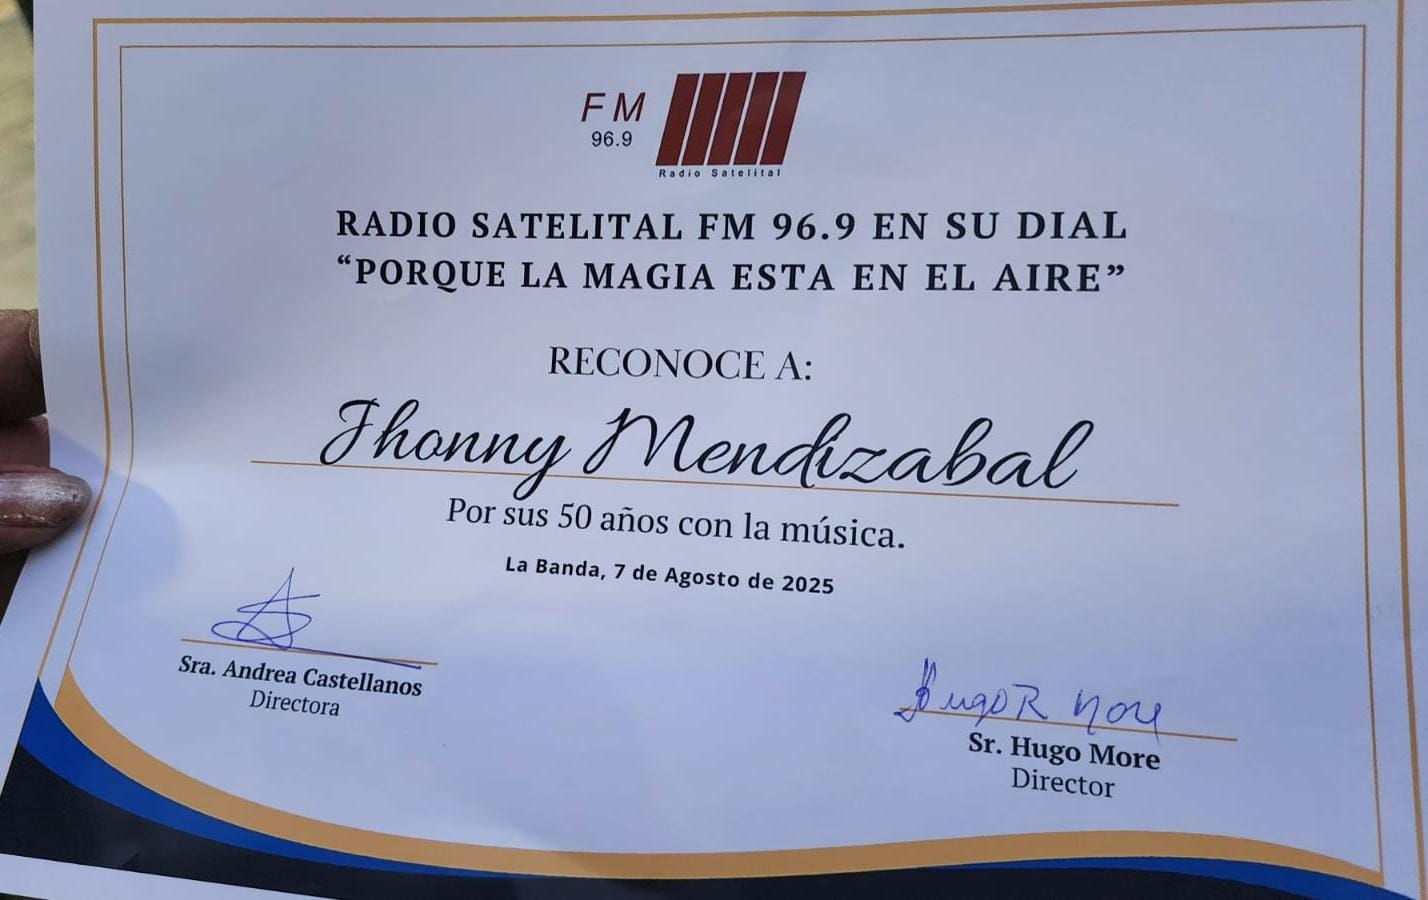 FM
96.9
Radio Satelital
RADIO SATELITAL FM 96.9 EN SU DIAL
“PORQUE LA MAGIA ESTA EN EL AIRE”
RECONOCE A:
Jhonny Mendizabal
Por sus 50 años con la música.
La Banda, 7 de Agosto de 2025
Sra. Andrea Castellanos
Directora
Hugo R More
Sr. Hugo More
Director